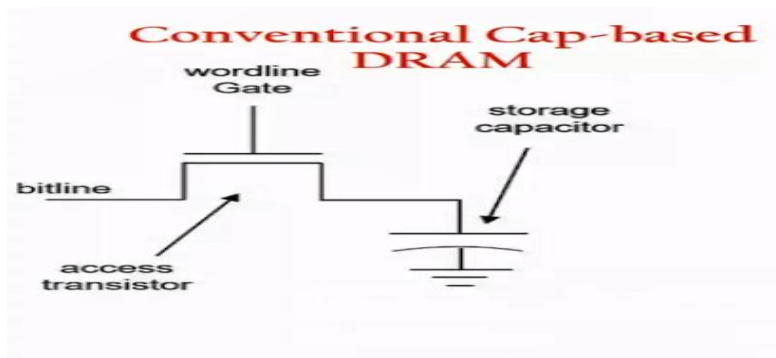 Conventional Cap-based
DRAM
wordline
Gate
storage
capacitor
bitline
access
transistor